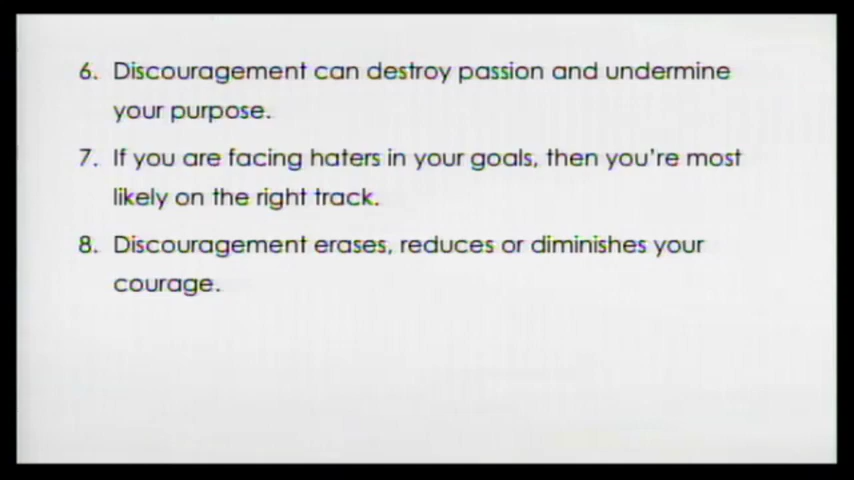 6. Discouragement can destroy passion and undermine
your purpose.
7. If you are facing haters in your goals, then you're most
likely on the right track.
8. Discouragement erases, reduces or diminishes your
courage.